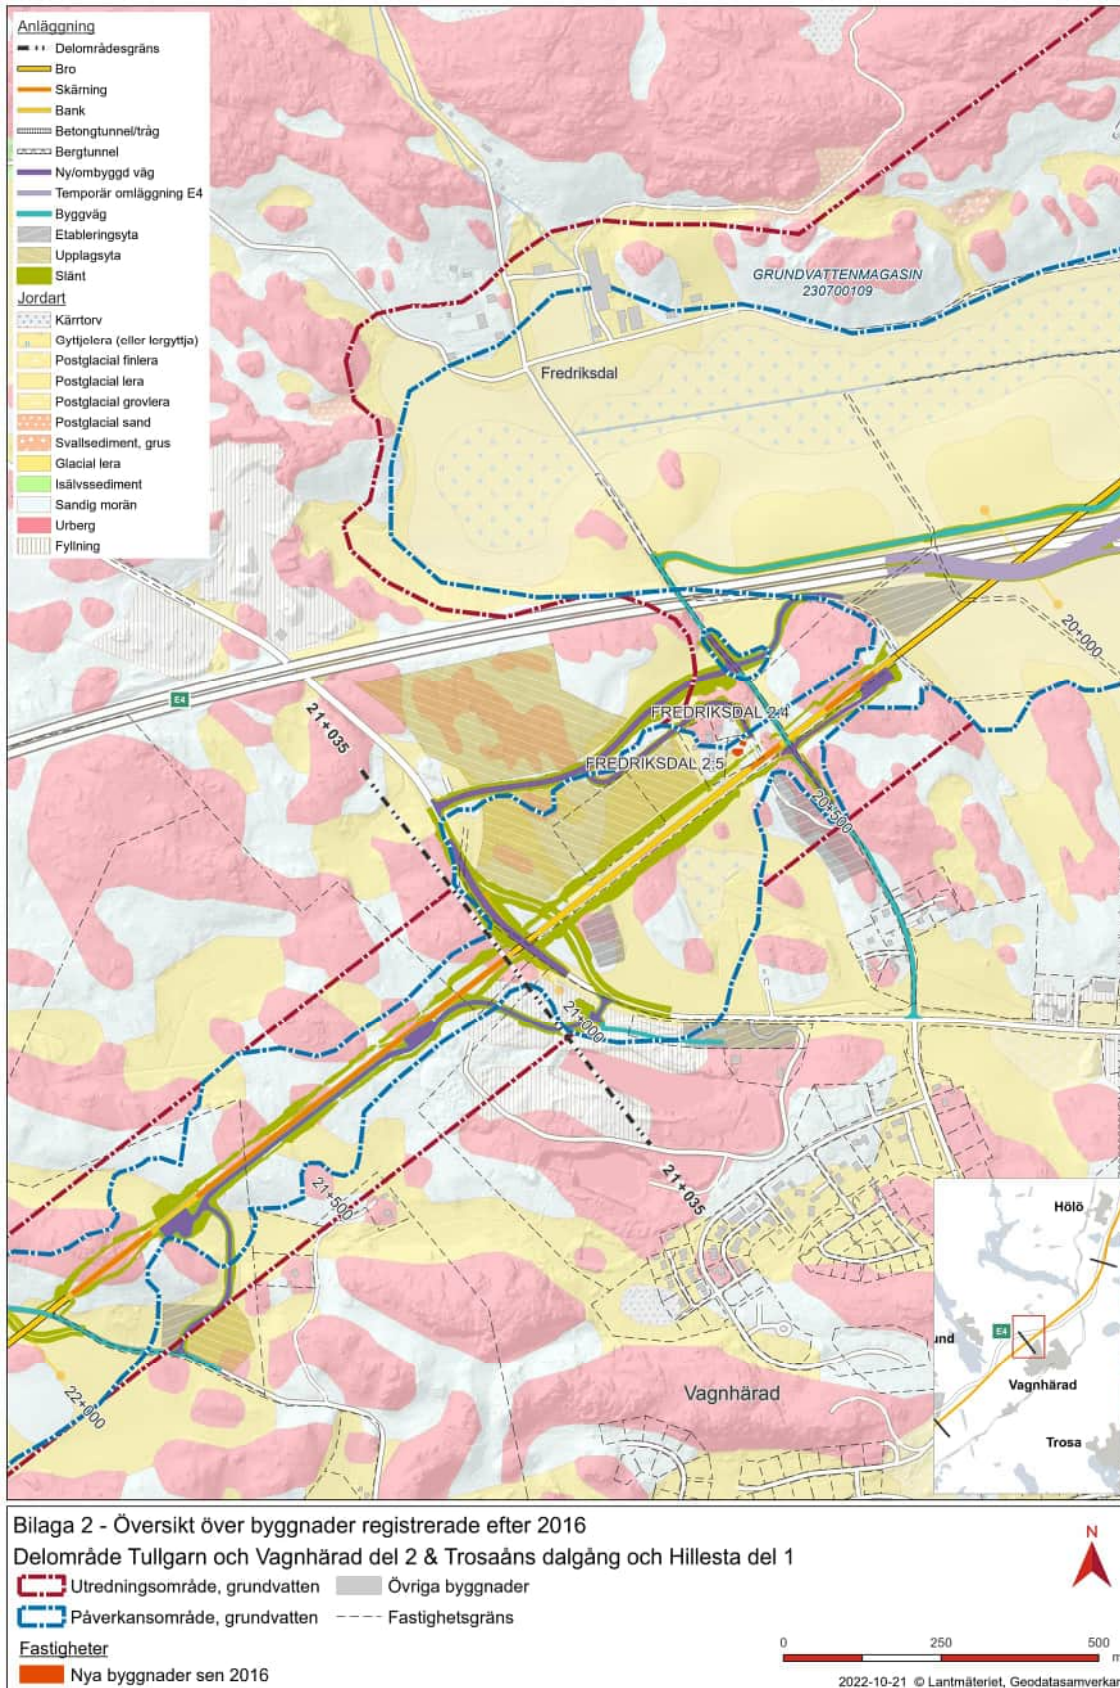 Anläggning
Delområdesgräns
Bro
Skärning
Bank
Betongtunnel/tråg
Bergtunnel
Ny/ombyggd väg
Temporär omläggning E4
Byggväg
Etableringsyta
Upplagsyta
Slänt
Jordart
Kärrtorv
Gyttjelera (eller lergyttja)
Postglacial finlera
Postglacial lera
Postglacial grovlera
Postglacial sand
Svallsediment, grus
Glacial lera
Isälvssediment
Sandig morän
Urberg
Fyllning
GRUNDVATTENMAGASIN
230700109
Fredriksdal
20+000
E4
21+035
FREDRIKSDAL 2:4
FREDRIKSDAL 2:5
20+500
21+000
21+035
21+500
22+000
Vagnhärad
Hölö
E4
und
Vagnhärad
Trosa
Bilaga 2 - Översikt över byggnader registrerade efter 2016
Delområde Tullgarn och Vagnhärad del 2 & Trosaåns dalgång och Hillesta del 1
Utredningsområde, grundvatten
Övriga byggnader
Påverkansområde, grundvatten
Fastighetsgräns
Fastigheter
Nya byggnader sen 2016
N
0 250 500 m
2022-10-21 © Lantmäteriet, Geodatasamverkan